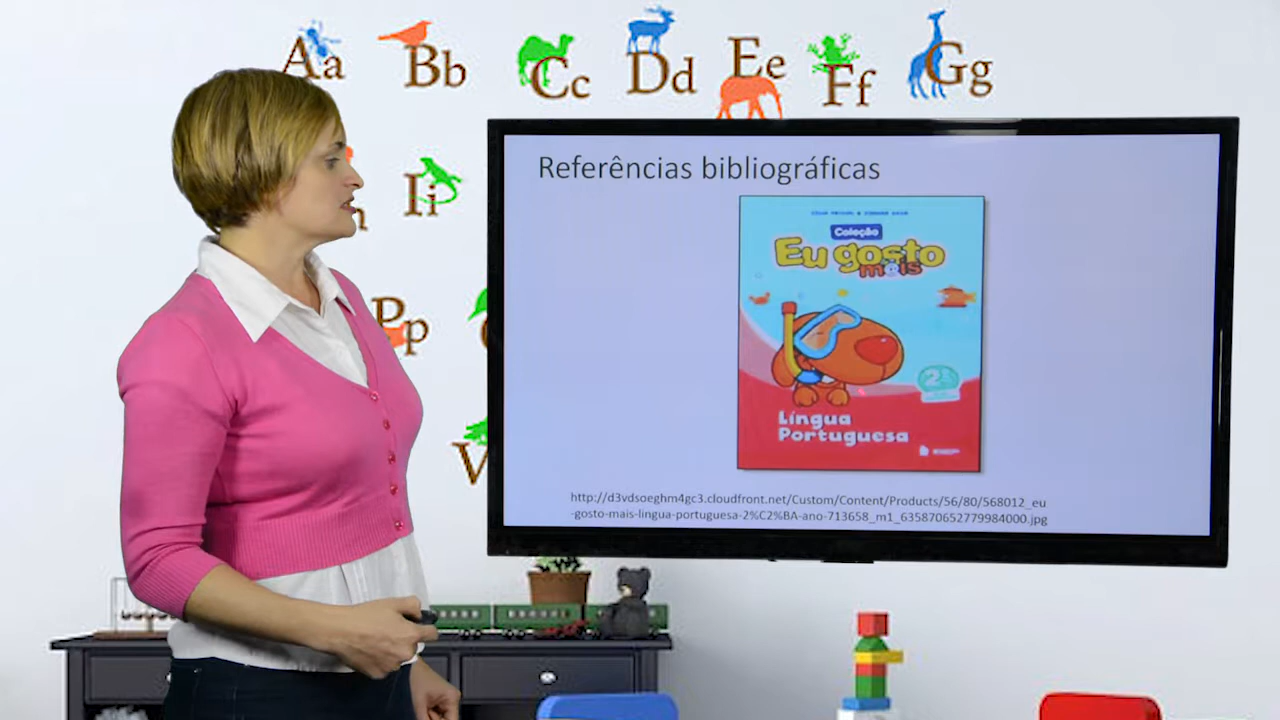 Aa Bb Cc Dd Ee Ff Gg
Ii
Pp
V
Referências bibliográficas
Coleção
Eu gosto
mais
2
Língua
Portuguesa
http://d3vdsoeghm4gc3.cloudfront.net/Custom/Content/Products/56/80/568012_eu
-gosto-mais-lingua-portuguesa-2%C2%BA-ano-713658_m1_635870652779984000.jpg